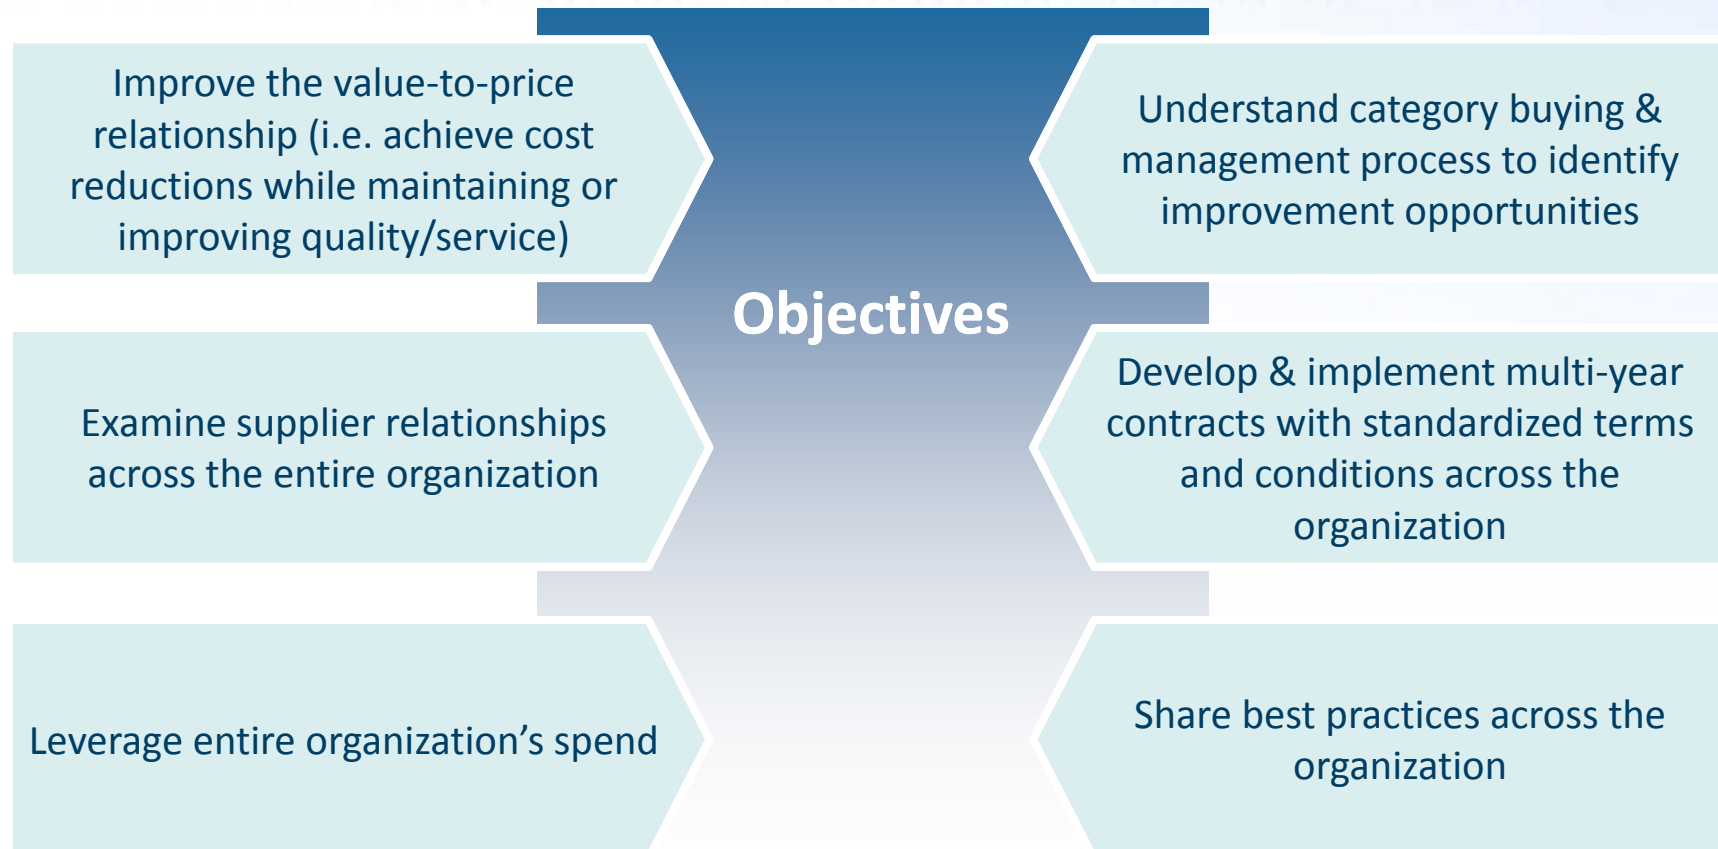 Improve the value-to-price
relationship (i.e. achieve cost
reductions while maintaining or
improving quality/service)
Understand category buying &
management process to identify
improvement opportunities
Objectives
Examine supplier relationships
across the entire organization
Develop & implement multi-year
contracts with standardized terms
and conditions across the
organization
Leverage entire organization’s spend
Share best practices across the
organization